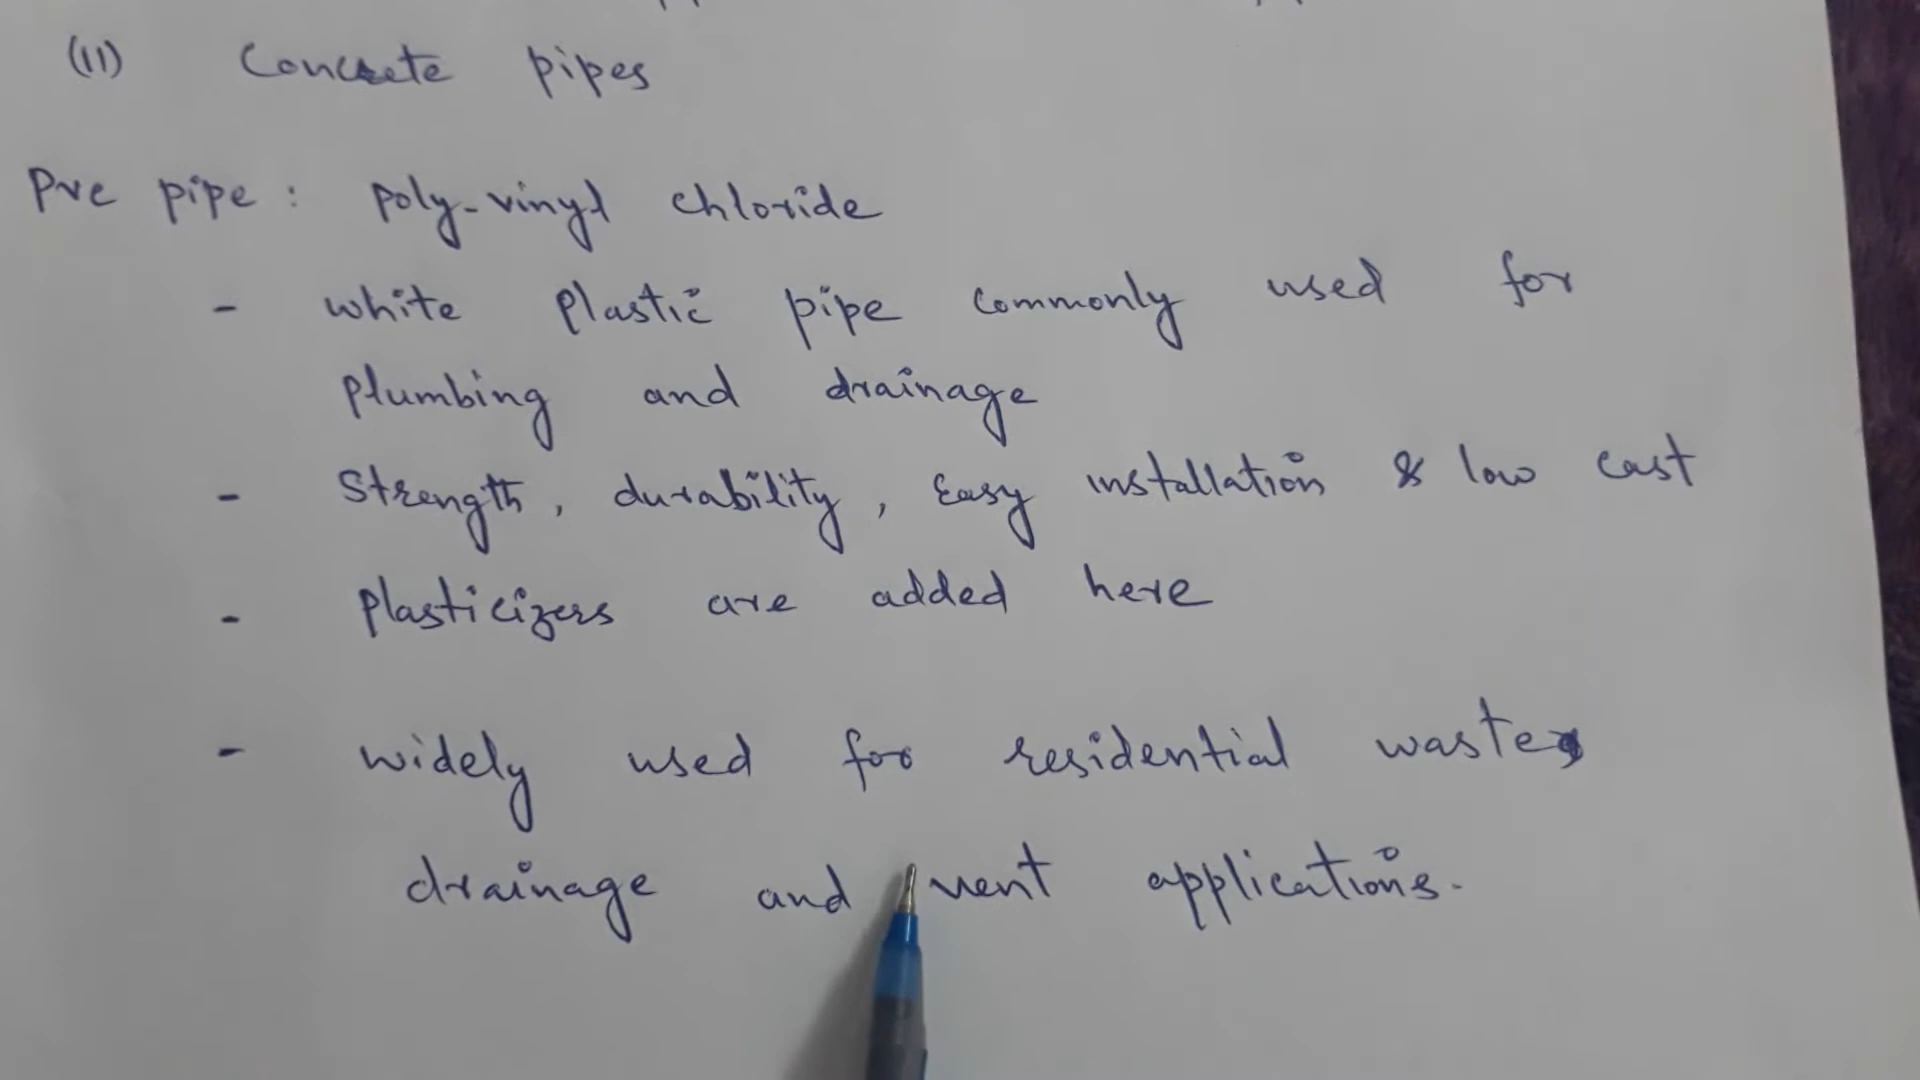 (11) Concrete pipes
Pvc pipe : poly-vinyl chloride
- white plastic pipe commonly used for
plumbing and drainage
- Strength, durability, Easy installation & low cost
- plasticizers are added here
- widely used for residential waste,
drainage and vent applications.